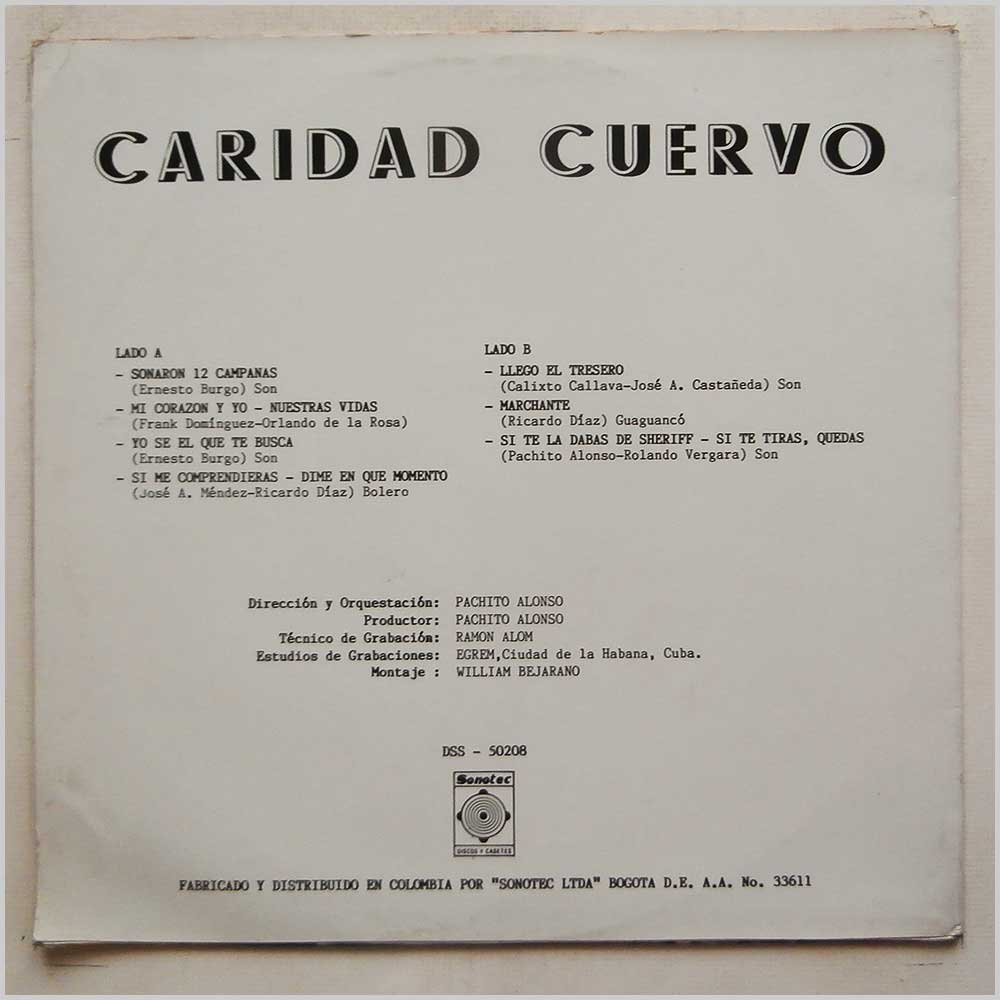 CARIDAD CUERVO
LADO A
- SONARON 12 CAMPANAS
(Ernesto Burgo) Son
- MI CORAZON Y YO - NUESTRAS VIDAS
(Frank Domínguez-Orlando de la Rosa)
- YO SE EL QUE TE BUSCA
(Ernesto Burgo) Son
- SI ME COMPRENDIERAS - DIME EN QUE MOMENTO
(José A. Méndez-Ricardo Díaz) Bolero
LADO B
- LLEGO EL TRESERO
(Calixto Callava-José A. Castañeda) Son
- MARCHANTE
(Ricardo Díaz) Guaguancó
- SI TE LA DABAS DE SHERIFF - SI TE TIRAS, QUEDAS
(Pachito Alonso-Rolando Vergara) Son
Dirección y Orquestación: PACHITO ALONSO
Productor: PACHITO ALONSO
Técnico de Grabación: RAMON ALOM
Estudios de Grabaciones: EGREM,Ciudad de la Habana, Cuba.
Montaje : WILLIAM BEJARANO
DSS - 50208
Sonotec
DISCOS Y CASETES
FABRICADO Y DISTRIBUIDO EN COLOMBIA POR "SONOTEC LTDA" BOGOTA D.E. A.A. No. 33611